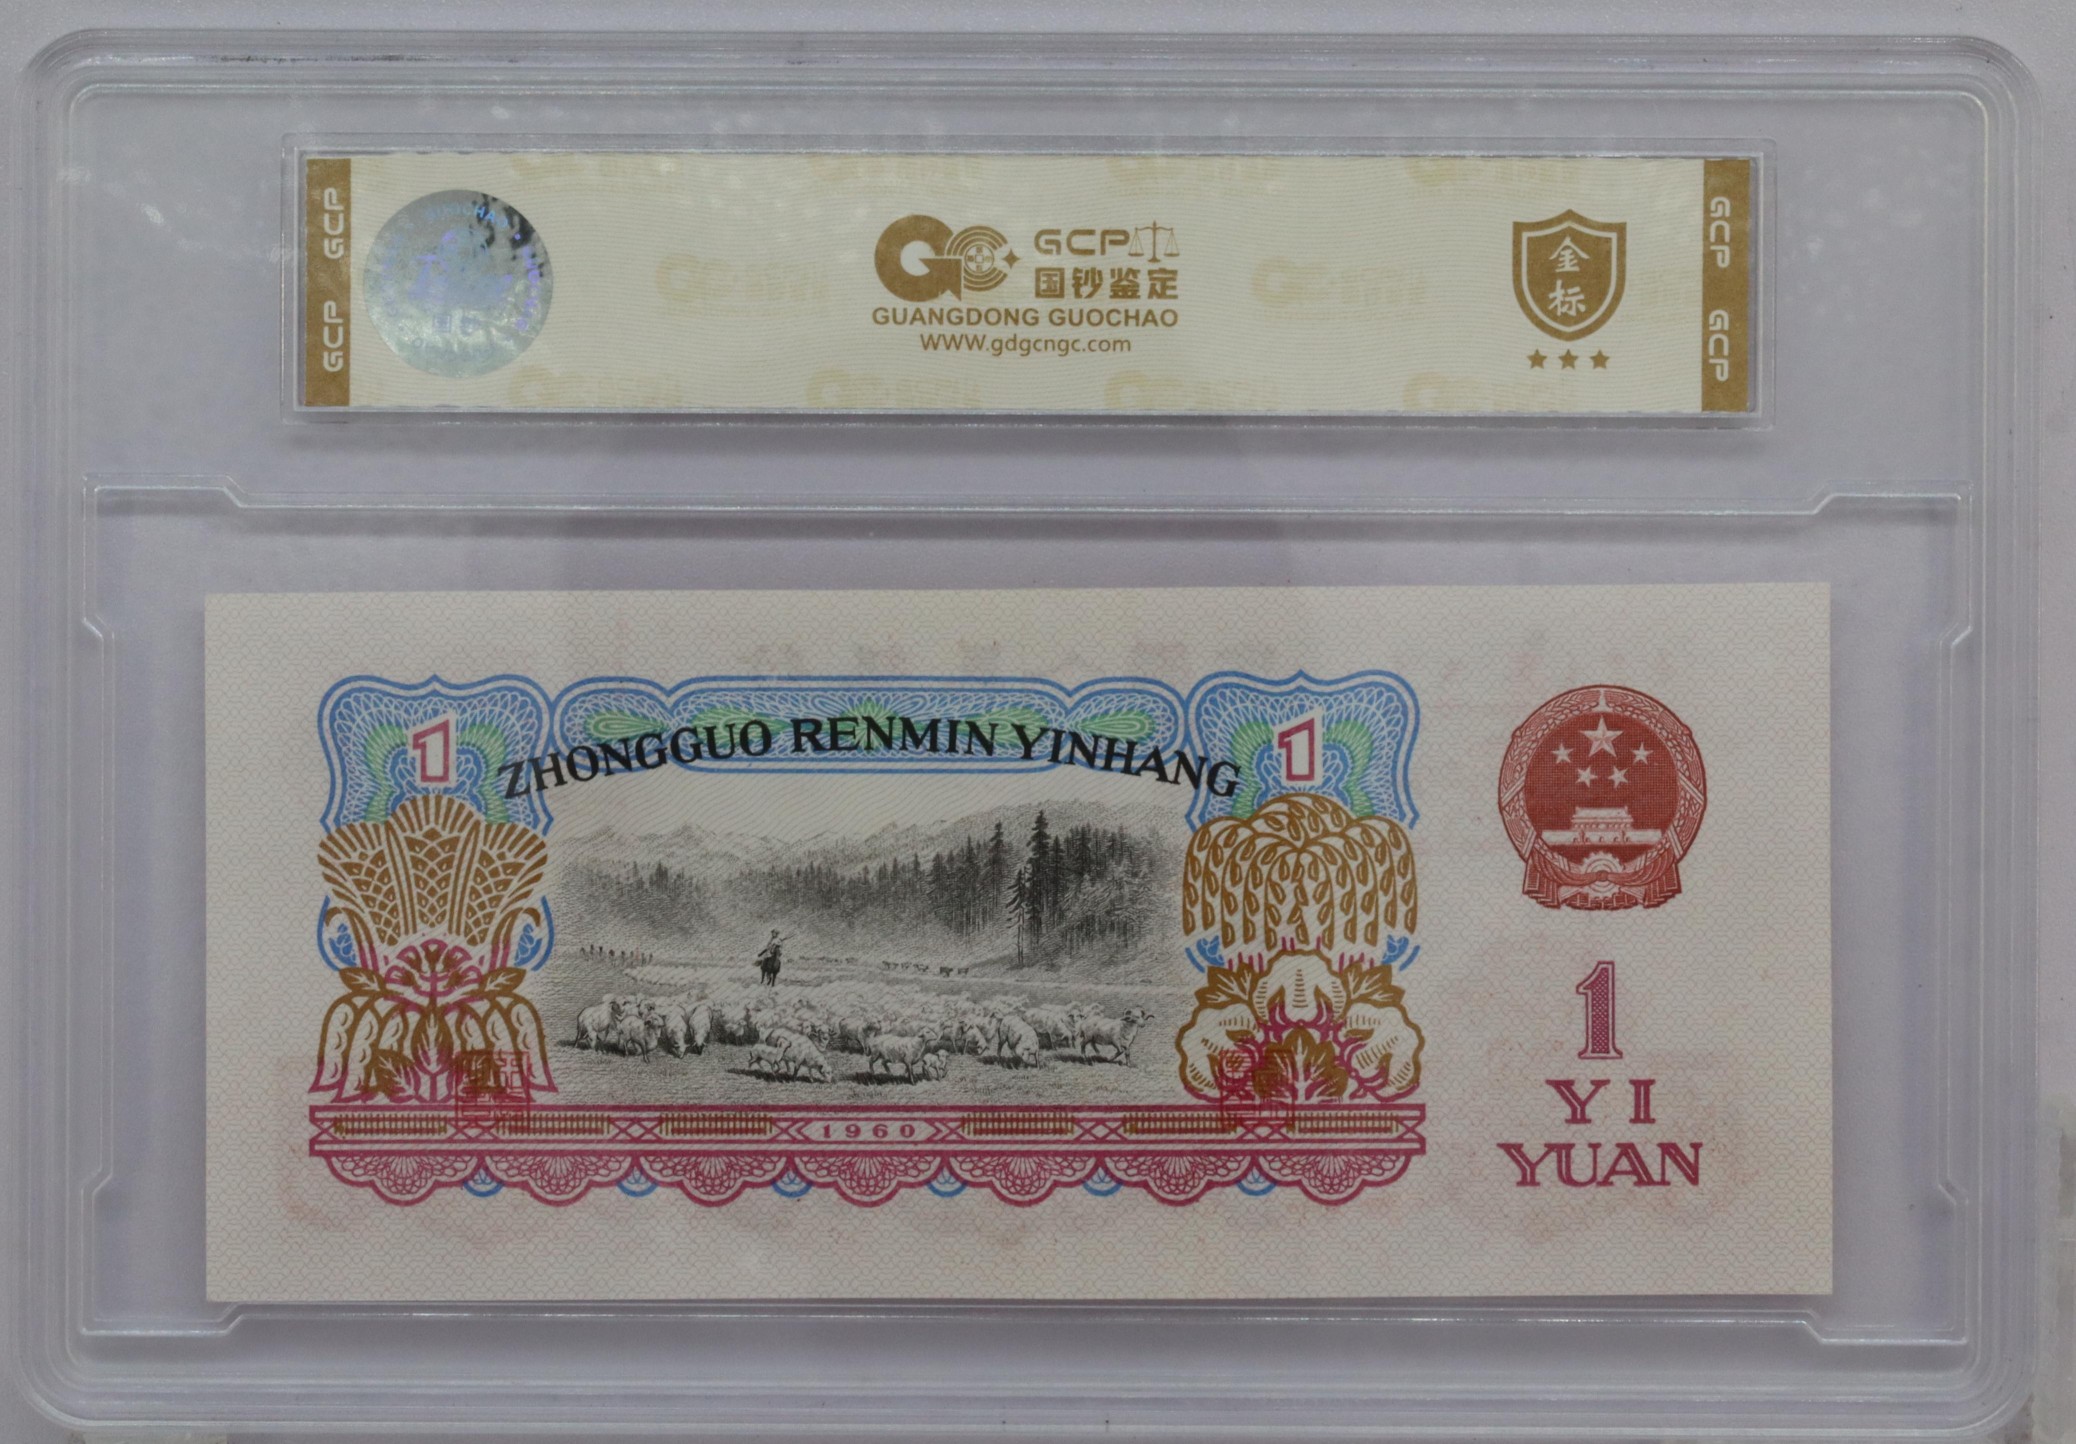 GCP GCP
GCP
国钞鉴定
GUANGDONG GUOCHAO
WWW.gdgcngc.com
金
标
GCP GCP
1
ZHONGGUO RENMIN YINHANG
1
1960
1
YI
YUAN